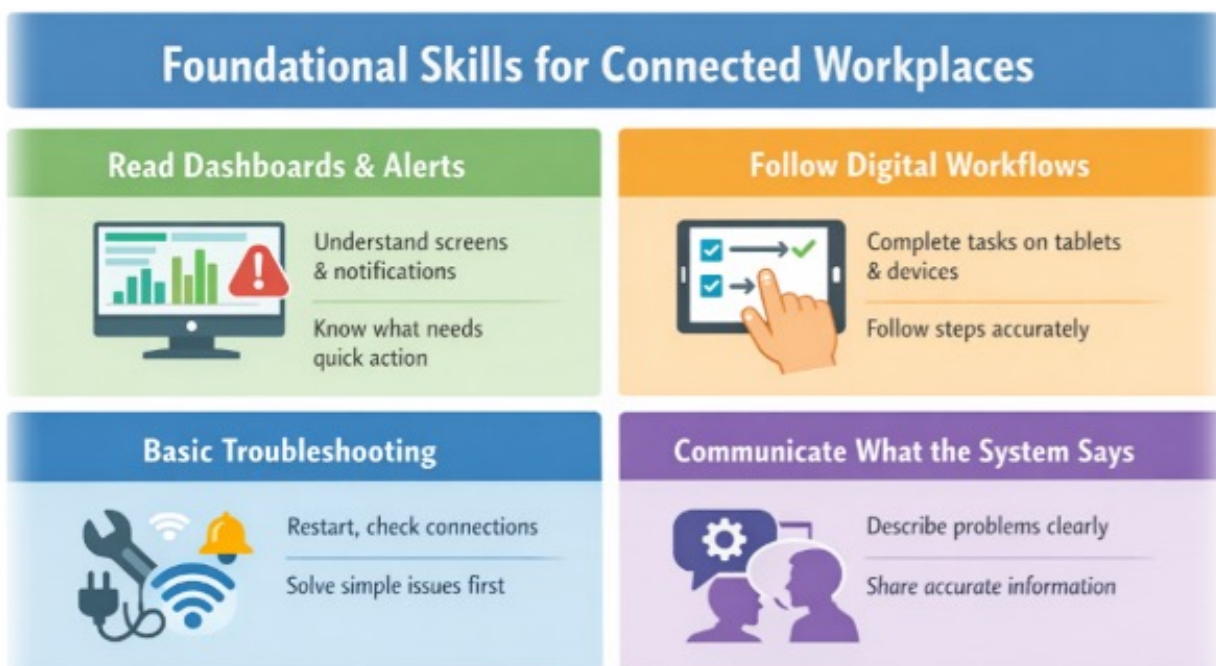 Foundational Skills for Connected Workplaces
Read Dashboards & Alerts
Understand screens
& notifications
Know what needs
quick action
Follow Digital Workflows
Complete tasks on tablets
& devices
Follow steps accurately
Basic Troubleshooting
Restart, check connections
Solve simple issues first
Communicate What the System Says
Describe problems clearly
Share accurate information